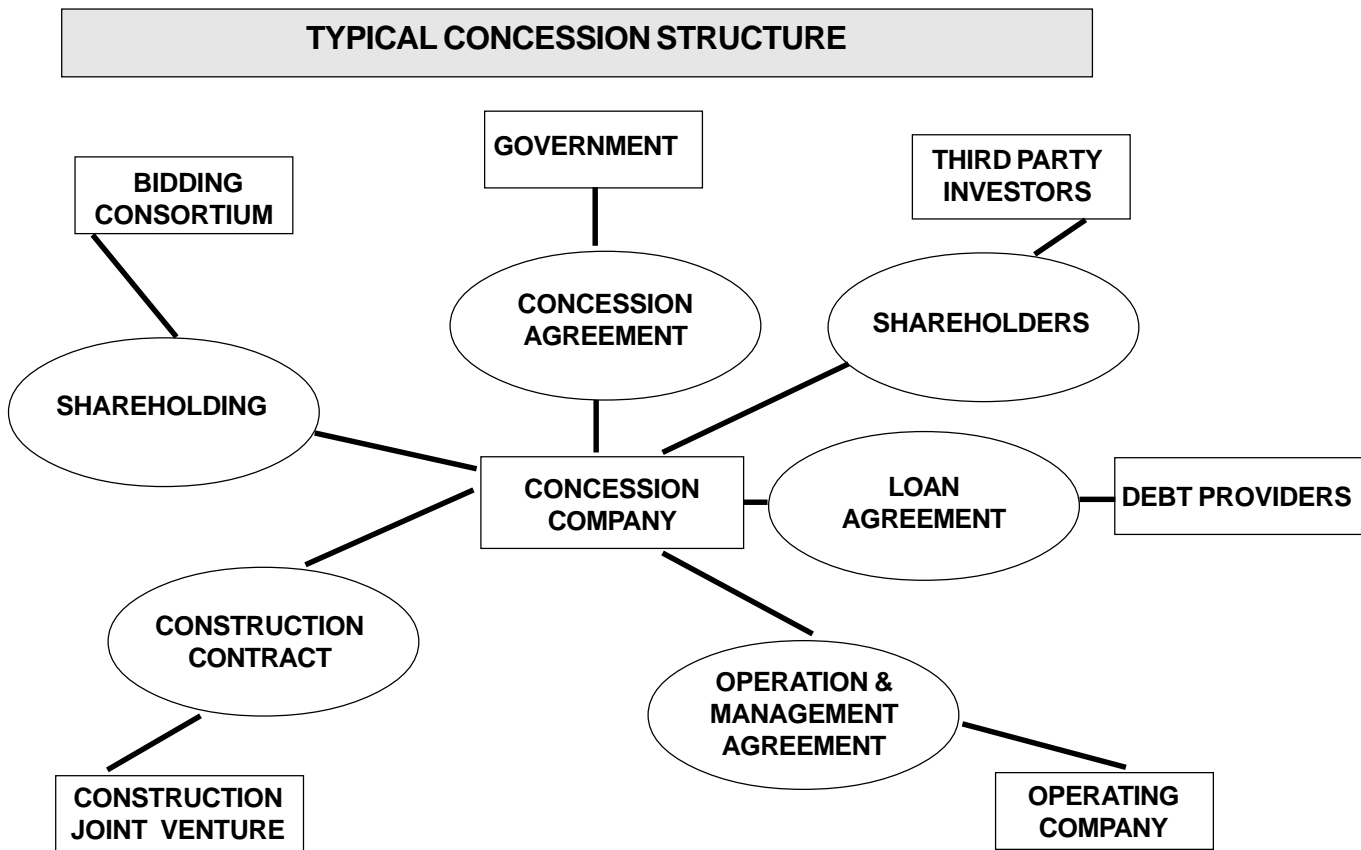 TYPICAL CONCESSION STRUCTURE
GOVERNMENT
BIDDING
CONSORTIUM
THIRD PARTY
INVESTORS
CONCESSION
AGREEMENT
SHAREHOLDERS
SHAREHOLDING
CONCESSION
COMPANY
LOAN
AGREEMENT
DEBT PROVIDERS
CONSTRUCTION
CONTRACT
OPERATION &
MANAGEMENT
AGREEMENT
CONSTRUCTION
JOINT VENTURE
OPERATING
COMPANY